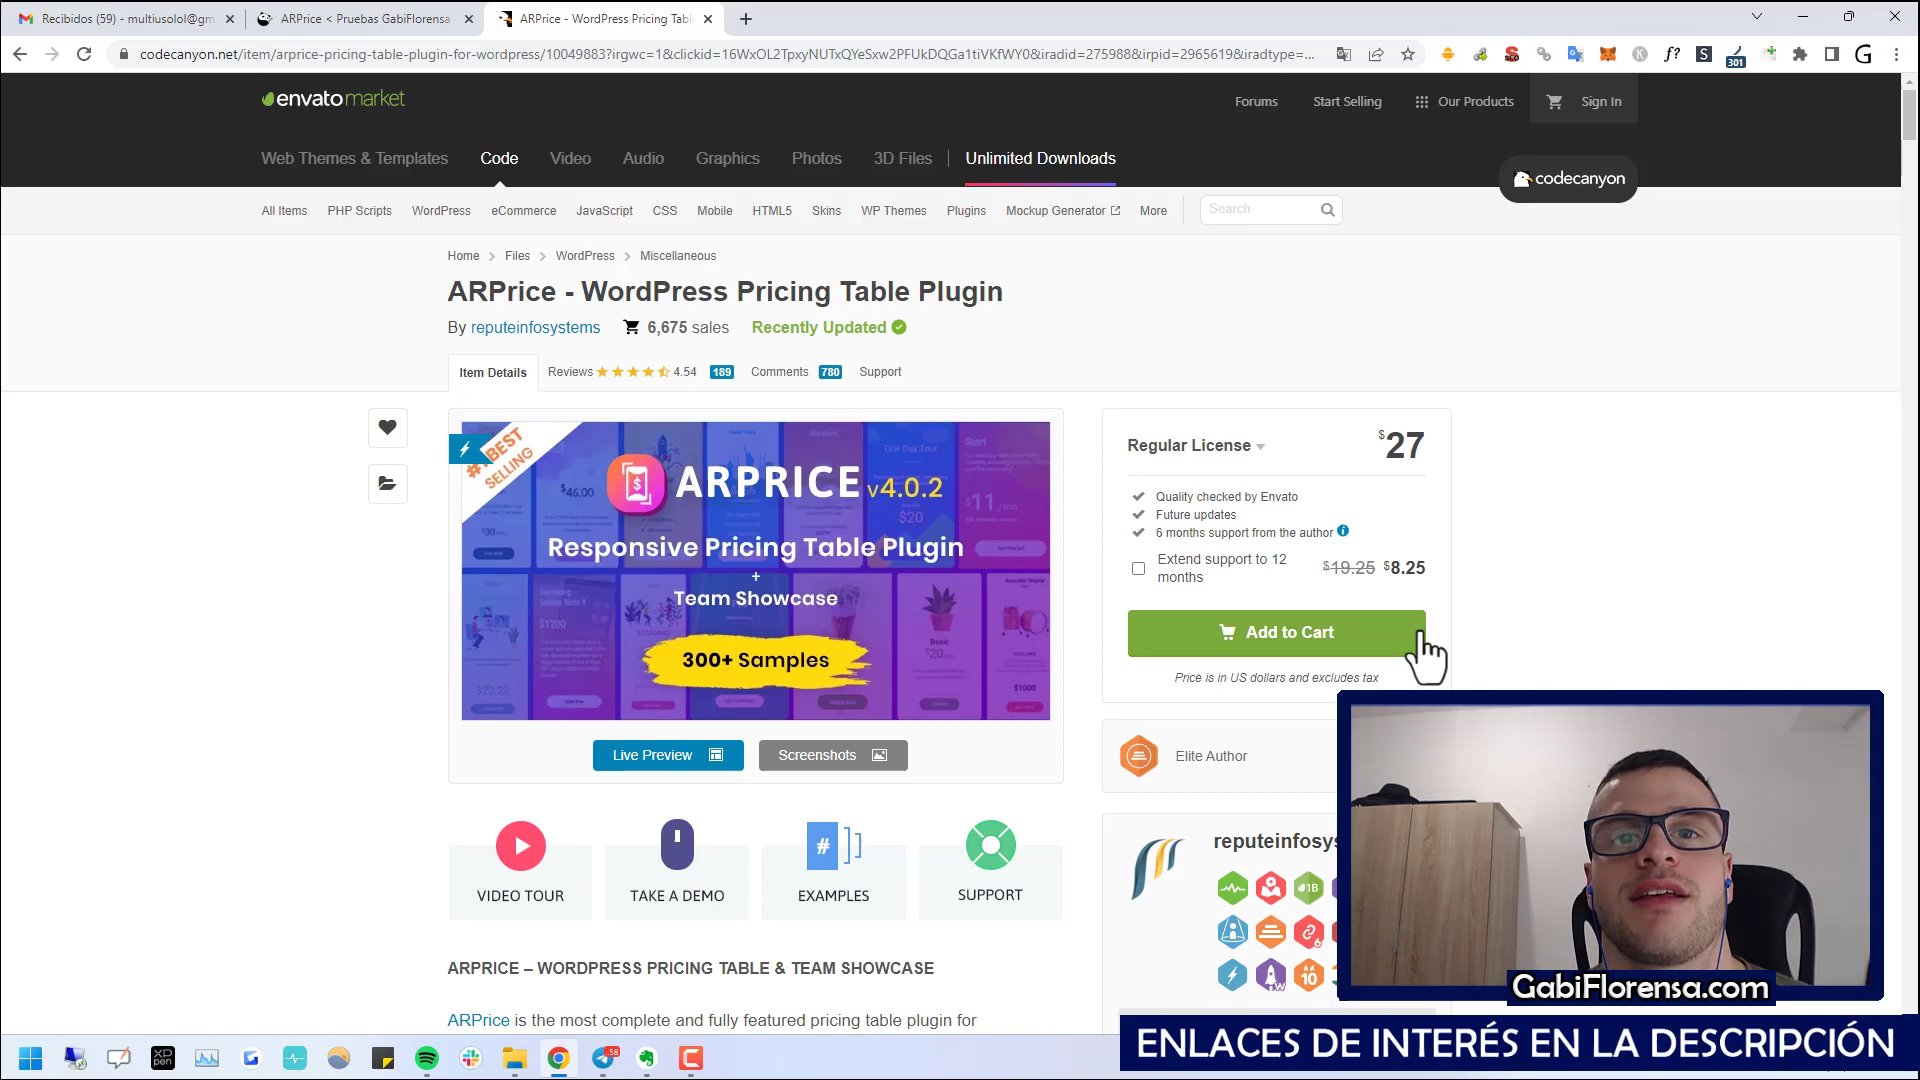 Recibidos (59) - multiusolol@gm
ARPrice < Pruebas GabiFlorensa
ARPrice - WordPress Pricing Tabl
codecanyon.net/item/arprice-pricing-table-plugin-for-wordpress/10049883?irgwc=1&clickid=16WxOL2TpxyNUTxQYeSxw2PFUkDQGa1tiVKfWY0&iradid=275988&irpid=2965619&iradtype=...
301
envatomarket
Forums
Start Selling
Our Products
Sign In
Web Themes & Templates
Code
Video
Audio
Graphics
Photos
3D Files
Unlimited Downloads
codecanyon
All Items
PHP Scripts
WordPress
eCommerce
JavaScript
CSS
Mobile
HTML5
Skins
WP Themes
Plugins
Mockup Generator
More
Search
Home
Files
WordPress
Miscellaneous
ARPrice - WordPress Pricing Table Plugin
By reputeinfosystems
6,675 sales
Recently Updated
Item Details
Reviews
4.54
189
Comments
780
Support
#1 BEST
SELLING
ARPRICE v4.0.2
Responsive Pricing Table Plugin
+
Team Showcase
300+ Samples
Live Preview
Screenshots
Regular License
$27
Quality checked by Envato
Future updates
6 months support from the author
Extend support to 12
months
$19.25 $8.25
Add to Cart
Price is in US dollars and excludes tax
Elite Author
reputeinfosys
VIDEO TOUR
TAKE A DEMO
EXAMPLES
SUPPORT
ARPRICE – WORDPRESS PRICING TABLE & TEAM SHOWCASE
ARPrice is the most complete and fully featured pricing table plugin for
GabiFlorensa.com
ENLACES DE INTERÉS EN LA DESCRIPCIÓN